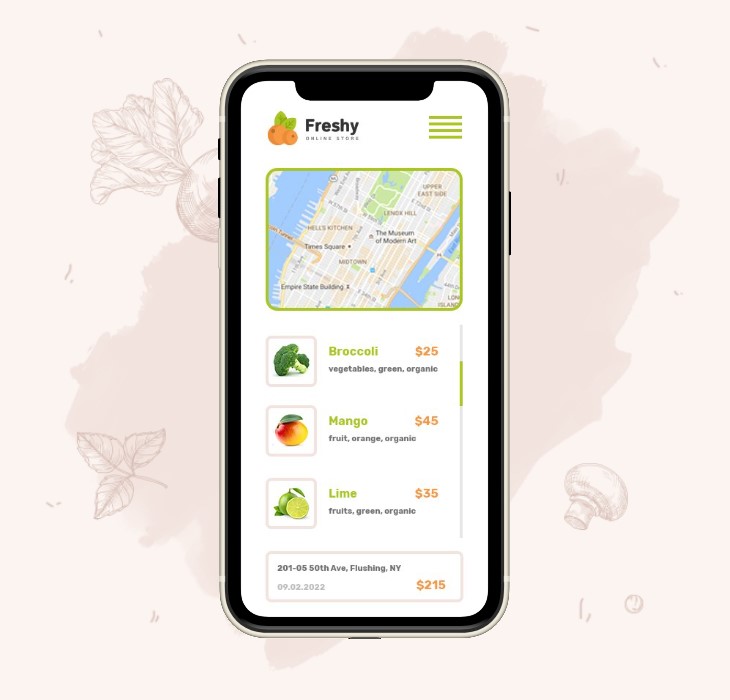 Freshy
ONLINE STORE
UPPER
EAST SIDE
LENOX HILL
HELL'S KITCHEN
The Museum
of Modern Art
Times Square
MIDTOWN
Empire State Building
LON
ISLAND
Broccoli $25
vegetables, green, organic
Mango $45
fruit, orange, organic
Lime $35
fruits, green, organic
201-05 50th Ave, Flushing, NY
09.02.2022 $215